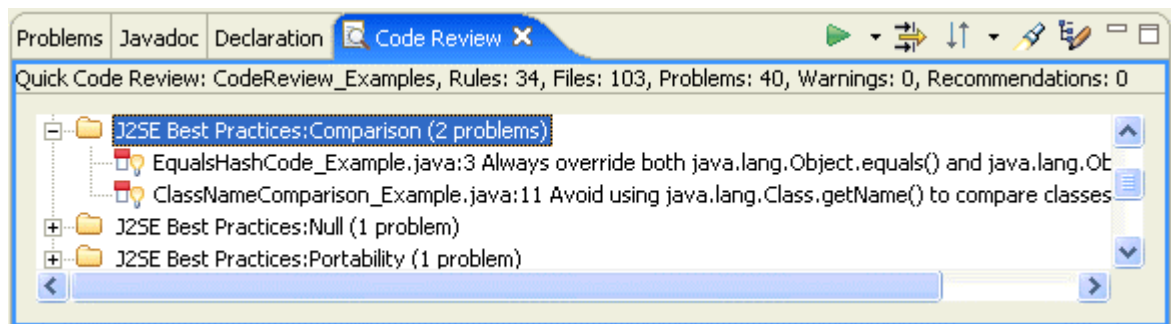 Problems Javadoc Declaration Code Review
Quick Code Review: CodeReview_Examples, Rules: 34, Files: 103, Problems: 40, Warnings: 0, Recommendations: 0
J2SE Best Practices:Comparison (2 problems)
EqualsHashCode_Example.java:3 Always override both java.lang.Object.equals() and java.lang.Ob
ClassNameComparison_Example.java:11 Avoid using java.lang.Class.getName() to compare classes
J2SE Best Practices:Null (1 problem)
J2SE Best Practices:Portability (1 problem)